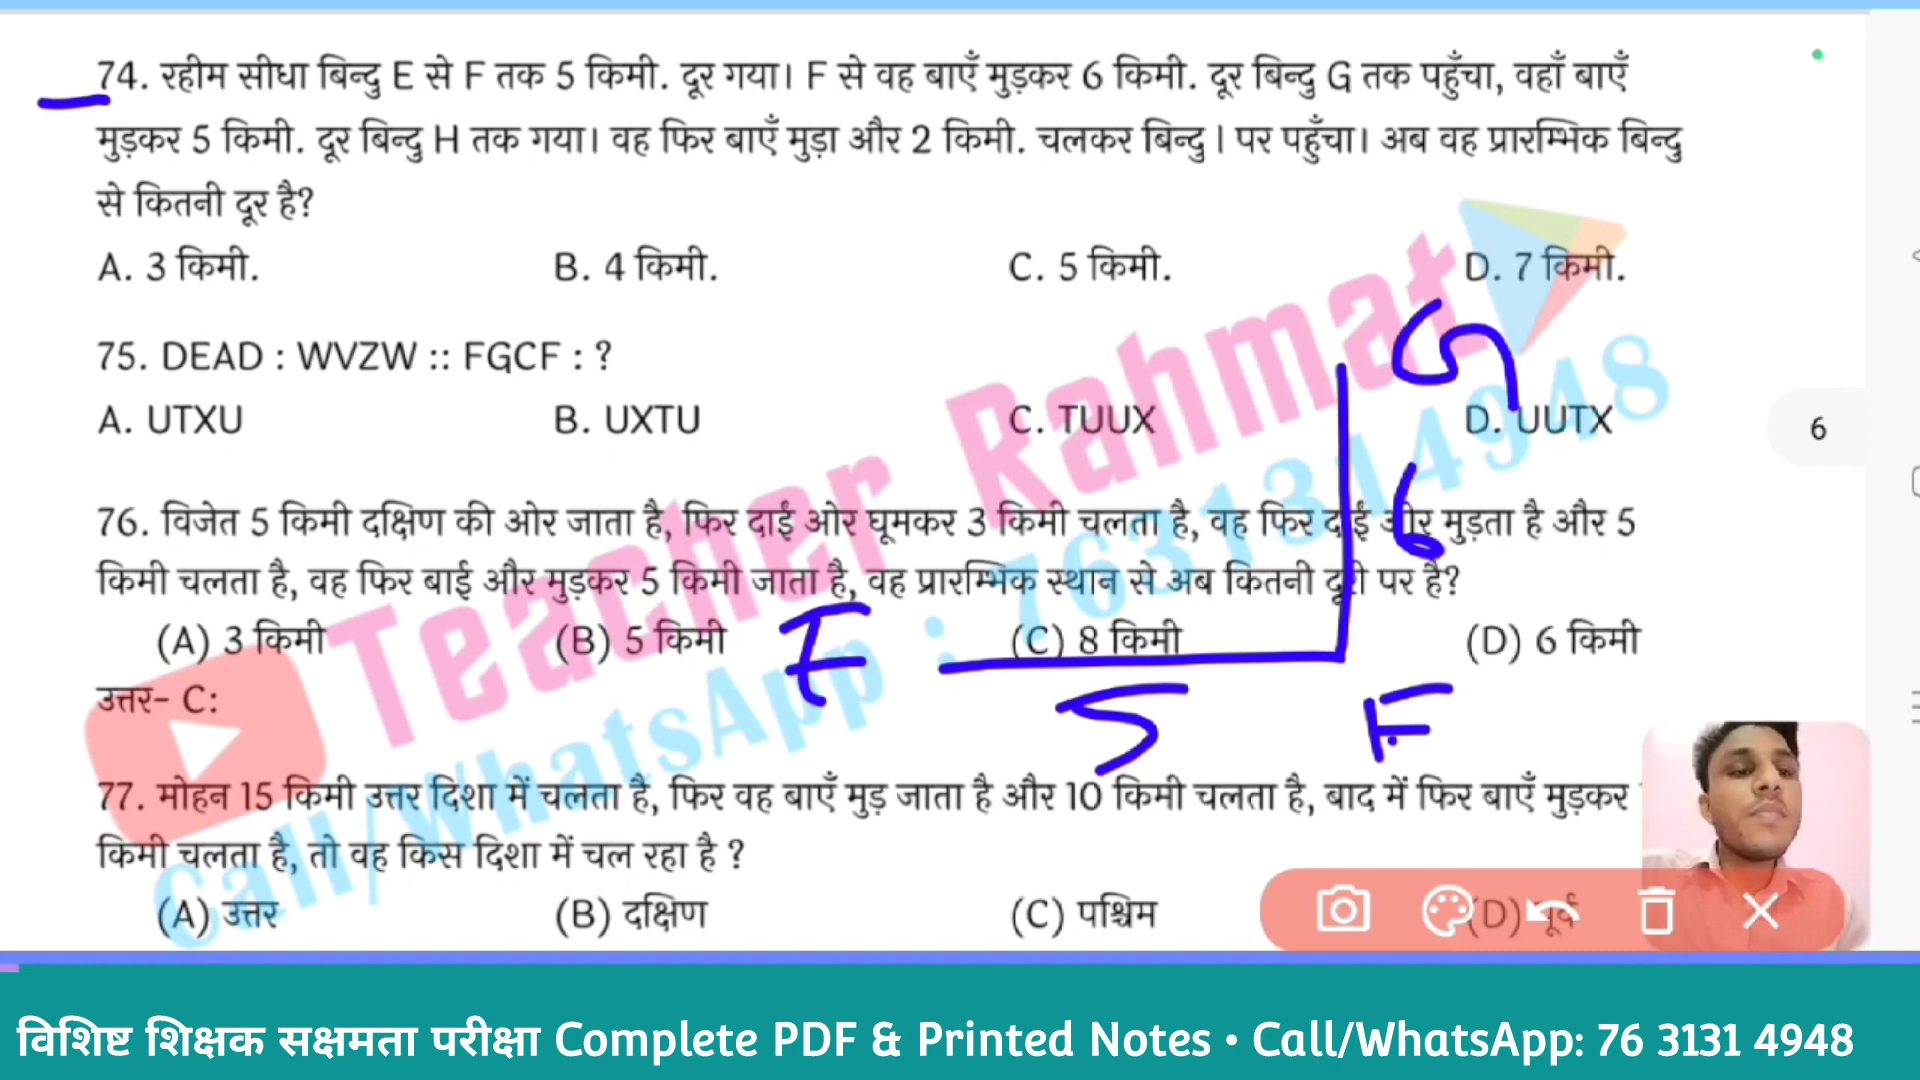 74. रहीम सीधा बिन्दु E से F तक 5 किमी. दूर गया। F से वह बाएँ मुड़कर 6 किमी. दूर बिन्दु G तक पहुँचा, वहाँ बाएँ
मुड़कर 5 किमी. दूर बिन्दु H तक गया। वह फिर बाएँ मुड़ा और 2 किमी. चलकर बिन्दु I पर पहुँचा। अब वह प्रारम्भिक बिन्दु
से कितनी दूर है?
A. 3 किमी. B. 4 किमी. C. 5 किमी. D. 7 किमी.
G
75. DEAD : WVZW :: FGCF : ?
A. UTXU B. UXTU C. TUUX D. UUTX
6
6
76. विजेत 5 किमी दक्षिण की ओर जाता है, फिर दाई ओर घूमकर 3 किमी चलता है, वह फिर दाई ओर मुड़ता है और 5
किमी चलता है, वह फिर बाई और मुड़कर 5 किमी जाता है, वह प्रारम्भिक स्थान से अब कितनी दूरी पर है?
(A) 3 किमी (B) 5 किमी (C) 8 किमी (D) 6 किमी
उत्तर- C:
5 F
77. मोहन 15 किमी उत्तर दिशा में चलता है, फिर वह बाएँ मुड़ जाता है और 10 किमी चलता है, बाद में फिर बाएँ मुड़कर
किमी चलता है, तो वह किस दिशा में चल रहा है ?
(A) उत्तर (B) दक्षिण (C) पश्चिम (D) पूर्व
Teacher Rahmat
Call/WhatsApp : 7631314948
विशिष्ट शिक्षक सक्षमता परीक्षा Complete PDF & Printed Notes • Call/WhatsApp: 76 3131 4948